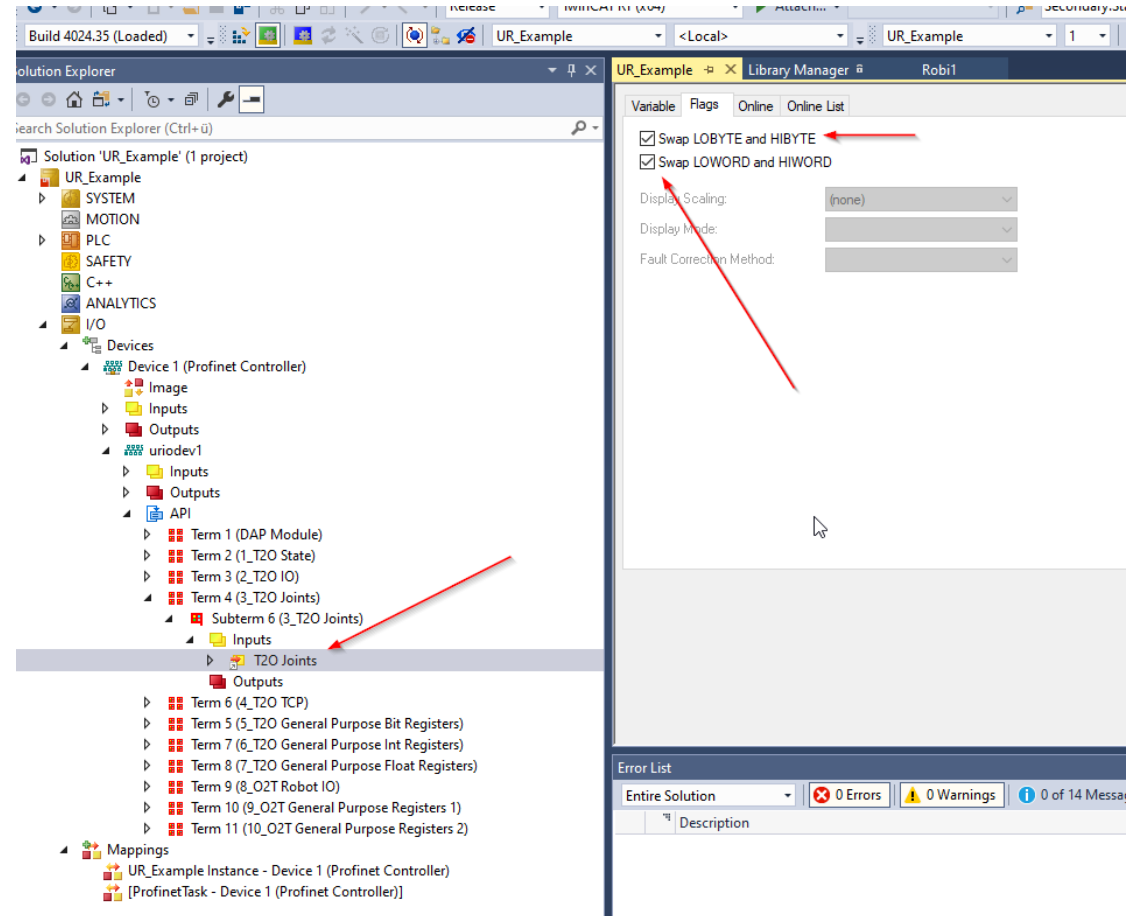 Release
TwinCAT RT (x64)
Attach...
Build 4024.35 (Loaded)
UR_Example
<Local>
UR_Example
1
Solution Explorer
Search Solution Explorer (Ctrl+ü)
Solution 'UR_Example' (1 project)
UR_Example
SYSTEM
MOTION
PLC
SAFETY
C++
ANALYTICS
I/O
Devices
Device 1 (Profinet Controller)
Image
Inputs
Outputs
uriodev1
Inputs
Outputs
API
Term 1 (DAP Module)
Term 2 (1_T2O State)
Term 3 (2_T2O IO)
Term 4 (3_T2O Joints)
Subterm 6 (3_T2O Joints)
Inputs
T2O Joints
Outputs
Term 6 (4_T2O TCP)
Term 5 (5_T2O General Purpose Bit Registers)
Term 7 (6_T2O General Purpose Int Registers)
Term 8 (7_T2O General Purpose Float Registers)
Term 9 (8_O2T Robot IO)
Term 10 (9_O2T General Purpose Registers 1)
Term 11 (10_O2T General Purpose Registers 2)
Mappings
UR_Example Instance - Device 1 (Profinet Controller)
[ProfinetTask - Device 1 (Profinet Controller)]
UR_Example
Library Manager
Robi1
Variable
Flags
Online
Online List
Swap LOBYTE and HIBYTE
Swap LOWORD and HIWORD
Display Scaling:
(none)
Display Mode:
Fault Correction Method:
Error List
Entire Solution
0 Errors
0 Warnings
0 of 14 Messag
Description